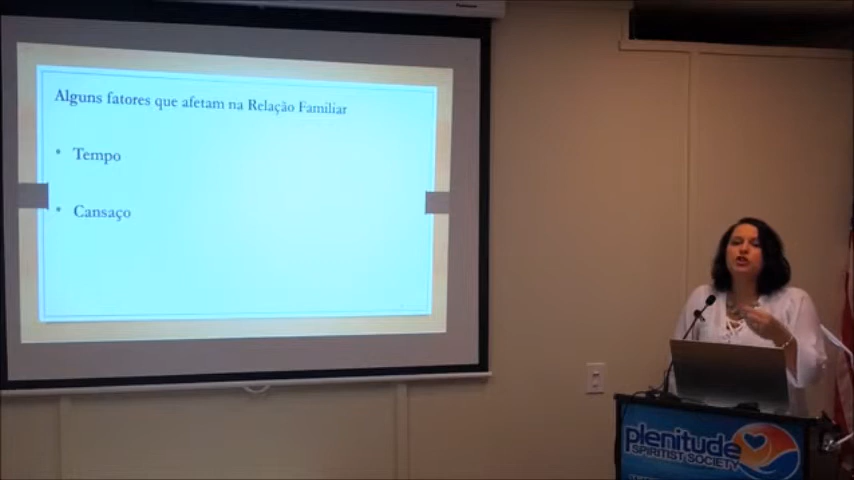 Alguns fatores que afetam na Relação Familiar
• Tempo
• Cansaço
plenitude
SPIRITIST SOCIETY